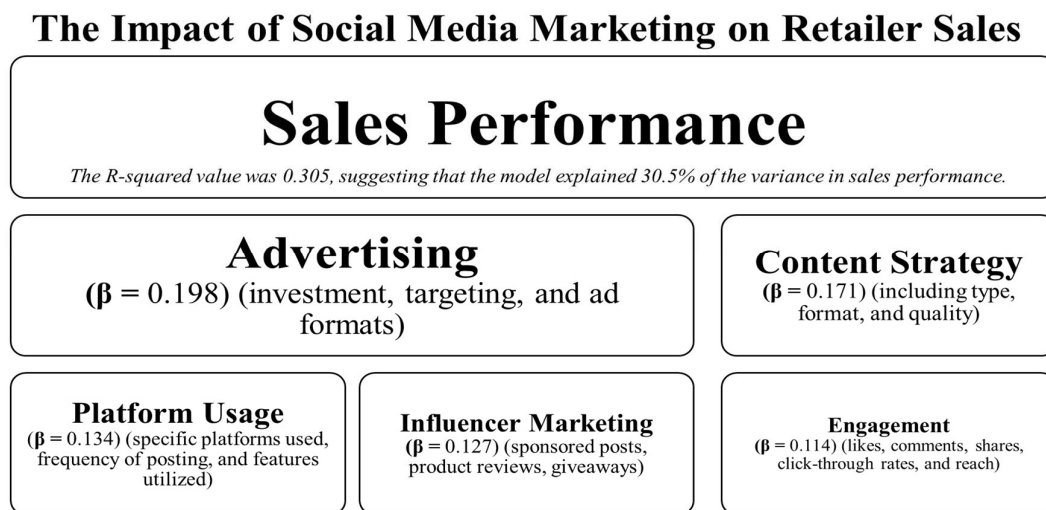 The Impact of Social Media Marketing on Retailer Sales
Sales Performance
The R-squared value was 0.305, suggesting that the model explained 30.5% of the variance in sales performance.
Advertising
(β = 0.198) (investment, targeting, and ad
formats)
Content Strategy
(β = 0.171) (including type,
format, and quality)
Platform Usage
(β = 0.134) (specific platforms used,
frequency of posting, and features
utilized)
Influencer Marketing
(β = 0.127) (sponsored posts,
product reviews, giveaways)
Engagement
(β = 0.114) (likes, comments, shares,
click-through rates, and reach)